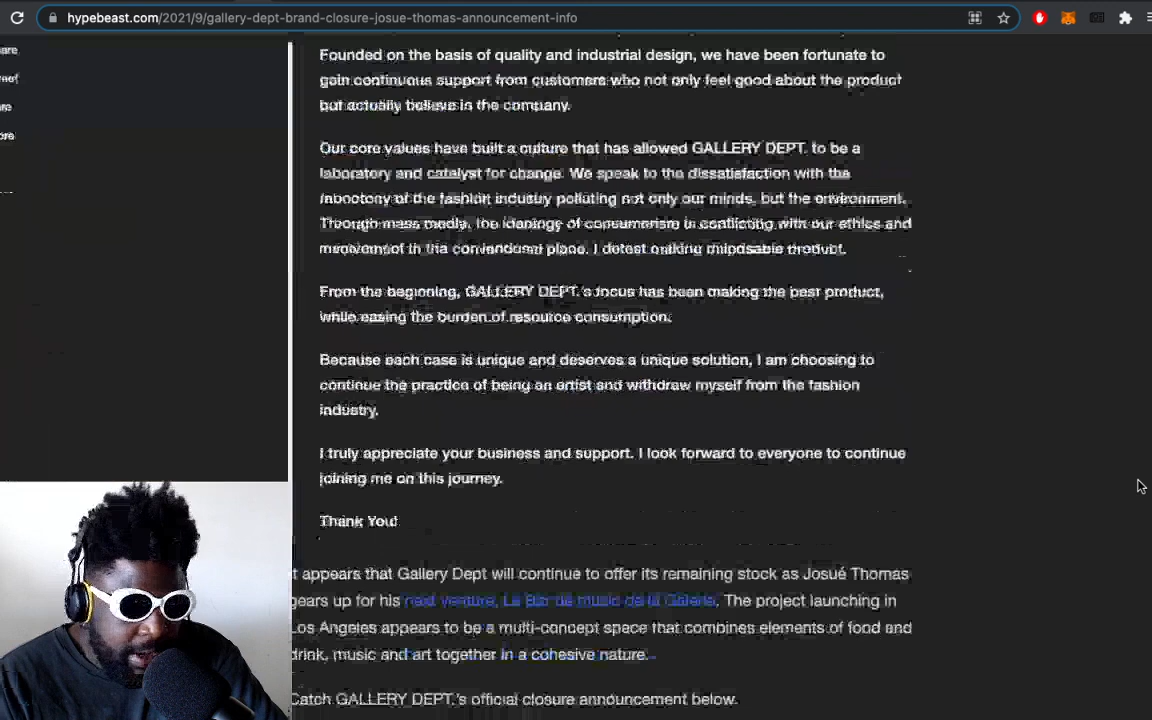 hypebeast.com/2021/9/gallery-dept-brand-closure-josue-thomas-announcement-info
Founded on the basis of quality and industrial design, we have been fortunate to
gain continuous support from customers who not only feel good about the product
but actually believe in the company.
Our core values have built a culture that has allowed GALLERY DEPT. to be a
laboratory and catalyst for change. We speak to the dissatisfaction with the
monotony of the fashion industry polluting not only our minds, but the environment.
Through mass media, the ideology of consumerism is conflicting with our ethics and
movement in the conventional plane. I detest making disposable product.
From the beginning, GALLERY DEPT.'s focus has been making the best product,
while easing the burden of resource consumption.
Because each case is unique and deserves a unique solution, I am choosing to
continue the practice of being an artist and withdraw myself from the fashion
industry.
I truly appreciate your business and support. I look forward to everyone to continue
joining me on this journey.
Thank You!
t appears that Gallery Dept will continue to offer its remaining stock as Josué Thomas
gears up for his next venture, La Bar de music de la Galerie. The project launching in
Los Angeles appears to be a multi-concept space that combines elements of food and
drink, music and art together in a cohesive nature.
Catch GALLERY DEPT.'s official closure announcement below.